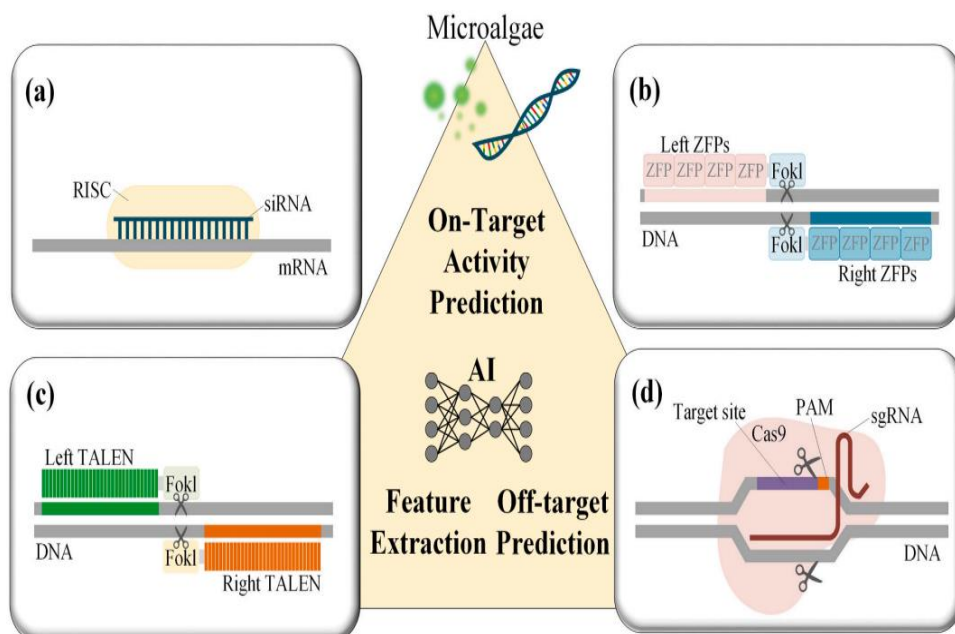 Microalgae
(a)
RISC
siRNA
mRNA
(b)
Left ZFPs
ZFP ZFP ZFP ZFP FokI
DNA
FokI ZFP ZFP ZFP ZFP
Right ZFPs
On-Target
Activity
Prediction
AI
Feature
Extraction
Off-target
Prediction
(c)
Left TALEN
FokI
DNA
FokI
Right TALEN
(d)
Target site
PAM
Cas9
sgRNA
DNA